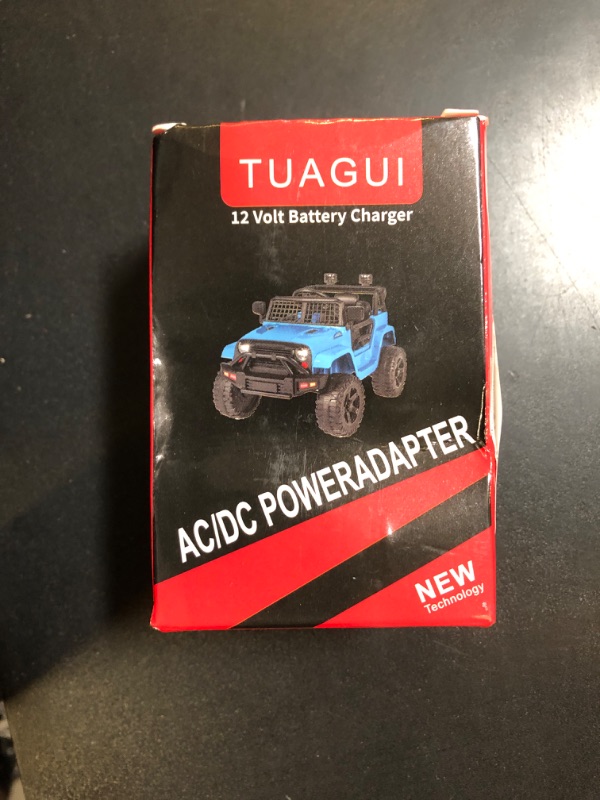 TUAGUI
12 Volt Battery Charger
AC/DC POWERADAPTER
NEW
Technology